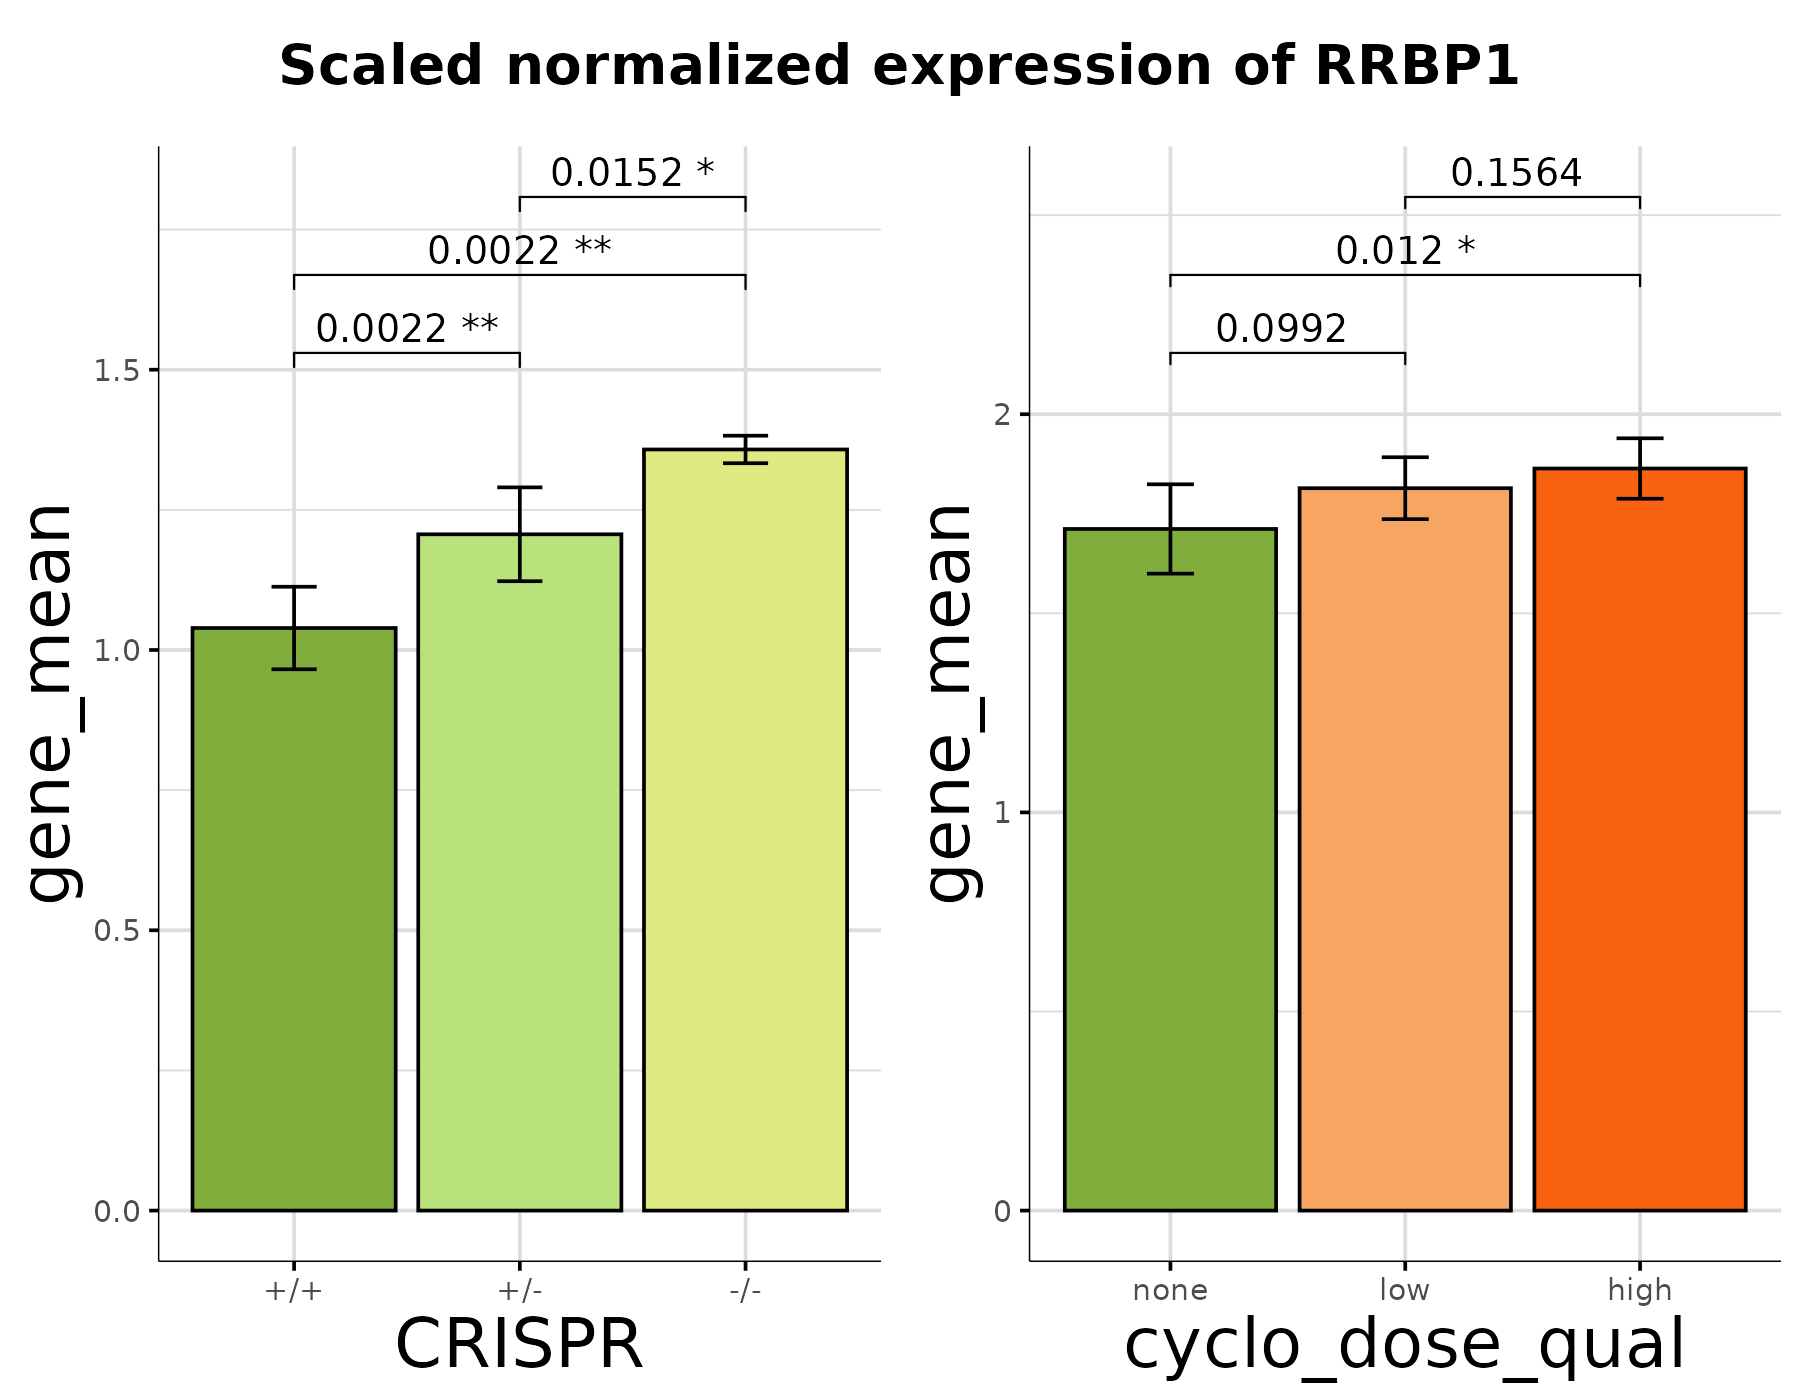 Scaled normalized expression of RRBP1
0.0152 *
0.0022 **
0.0022 **
1.5
1.0
0.5
0.0
gene_mean
+/+ +/- -/-
CRISPR
0.1564
0.012 *
0.0992
2
1
0
gene_mean
none low high
cyclo_dose_qual